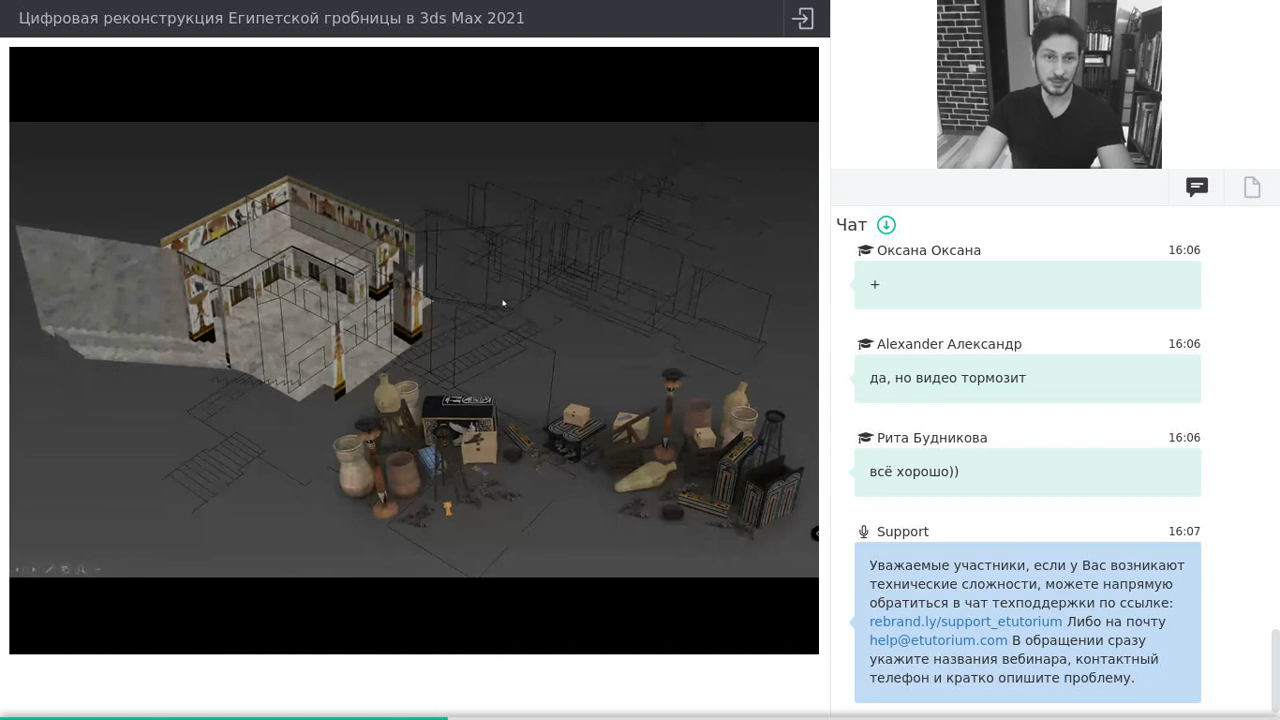 Цифровая реконструкция Египетской гробницы в 3ds Max 2021
Чат
Оксана Оксана 16:06
+
Alexander Александр 16:06
да, но видео тормозит
Рита Будникова 16:06
всё хорошо))
Support 16:07
Уважаемые участники, если у Вас возникают
технические сложности, можете напрямую
обратиться в чат техподдержки по ссылке:
rebrand.ly/support_etutorium Либо на почту
help@etutorium.com В обращении сразу
укажите названия вебинара, контактный
телефон и кратко опишите проблему.